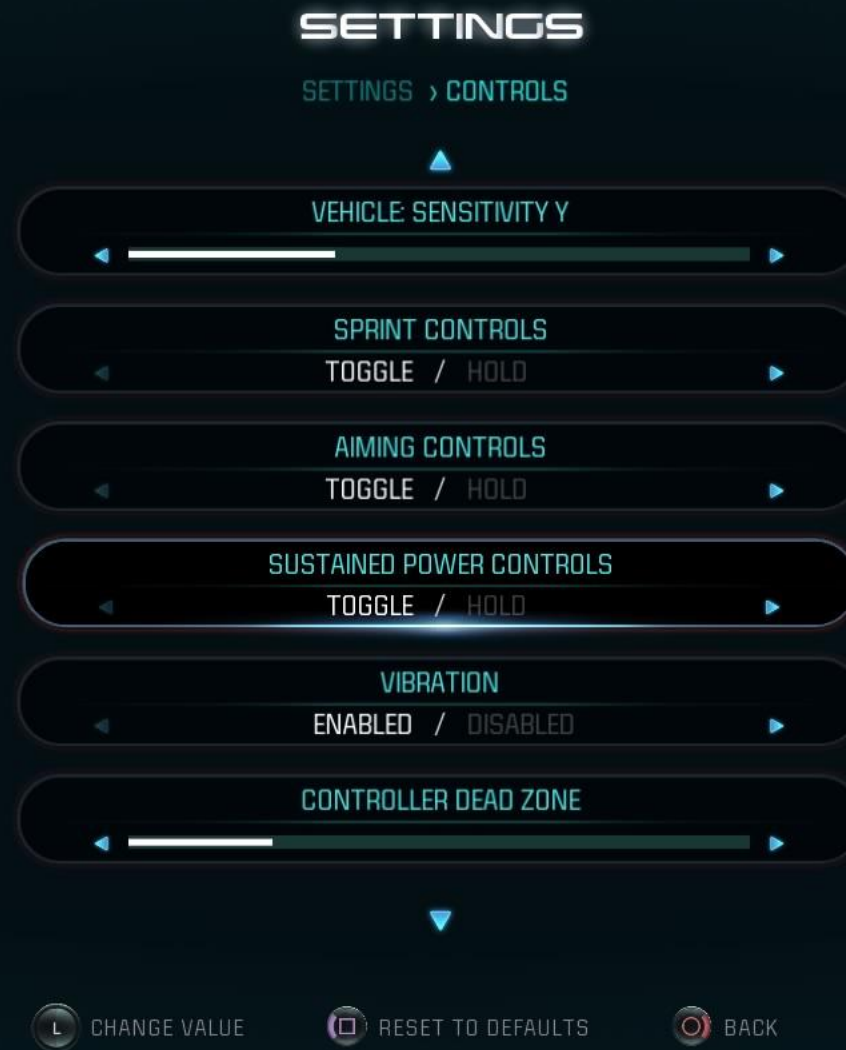 SETTINGS
SETTINGS › CONTROLS
VEHICLE: SENSITIVITY Y
SPRINT CONTROLS
TOGGLE / HOLD
AIMING CONTROLS
TOGGLE / HOLD
SUSTAINED POWER CONTROLS
TOGGLE / HOLD
VIBRATION
ENABLED / DISABLED
CONTROLLER DEAD ZONE
L CHANGE VALUE RESET TO DEFAULTS BACK